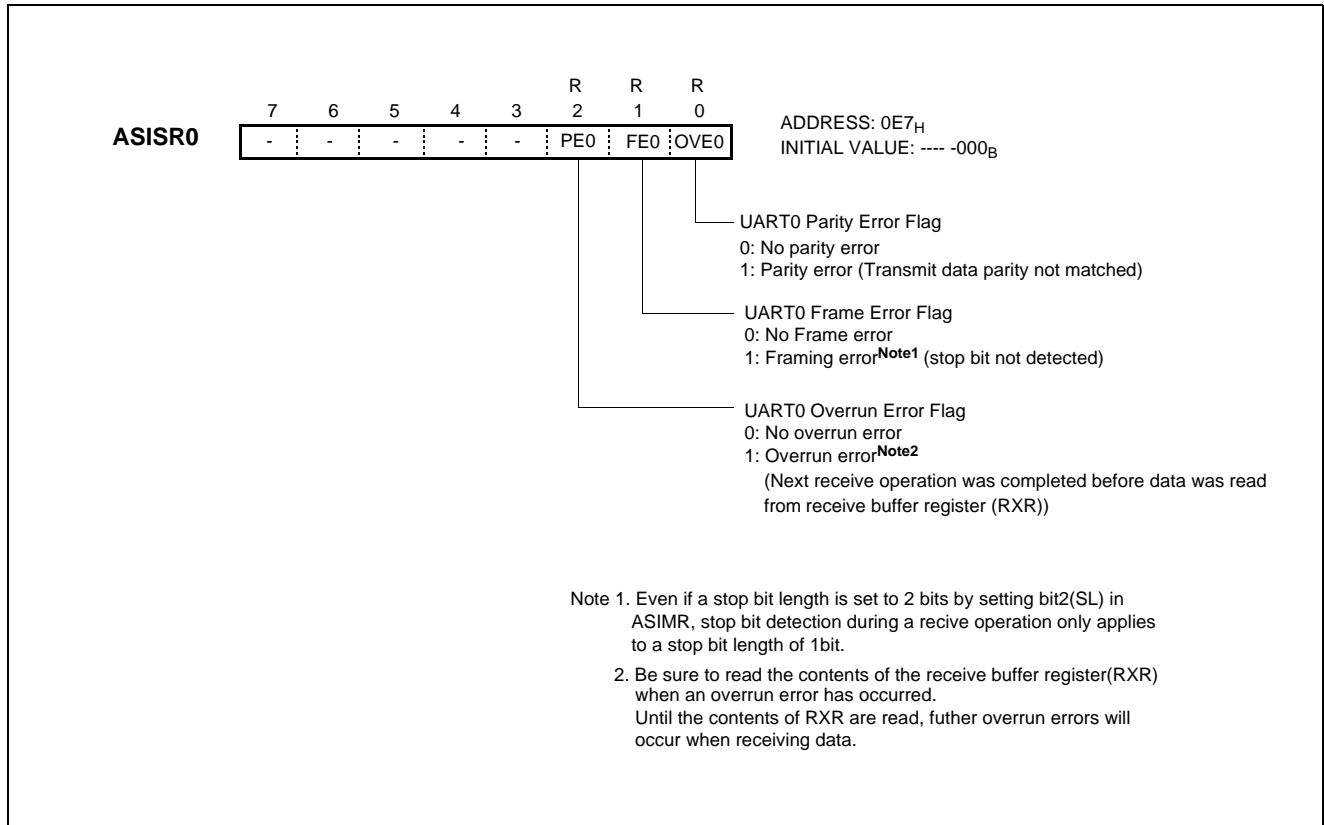 R R R
7 6 5 4 3 2 1 0
ASISR0 - - - - - PE0 FE0 OVE0
ADDRESS: 0E7H
INITIAL VALUE: ---- -000B
UART0 Parity Error Flag
0: No parity error
1: Parity error (Transmit data parity not matched)
UART0 Frame Error Flag
0: No Frame error
1: Framing errorNote1 (stop bit not detected)
UART0 Overrun Error Flag
0: No overrun error
1: Overrun errorNote2
(Next receive operation was completed before data was read
from receive buffer register (RXR))
Note 1. Even if a stop bit length is set to 2 bits by setting bit2(SL) in
ASIMR, stop bit detection during a recive operation only applies
to a stop bit length of 1bit.
2. Be sure to read the contents of the receive buffer register(RXR)
when an overrun error has occurred.
Until the contents of RXR are read, futher overrun errors will
occur when receiving data.